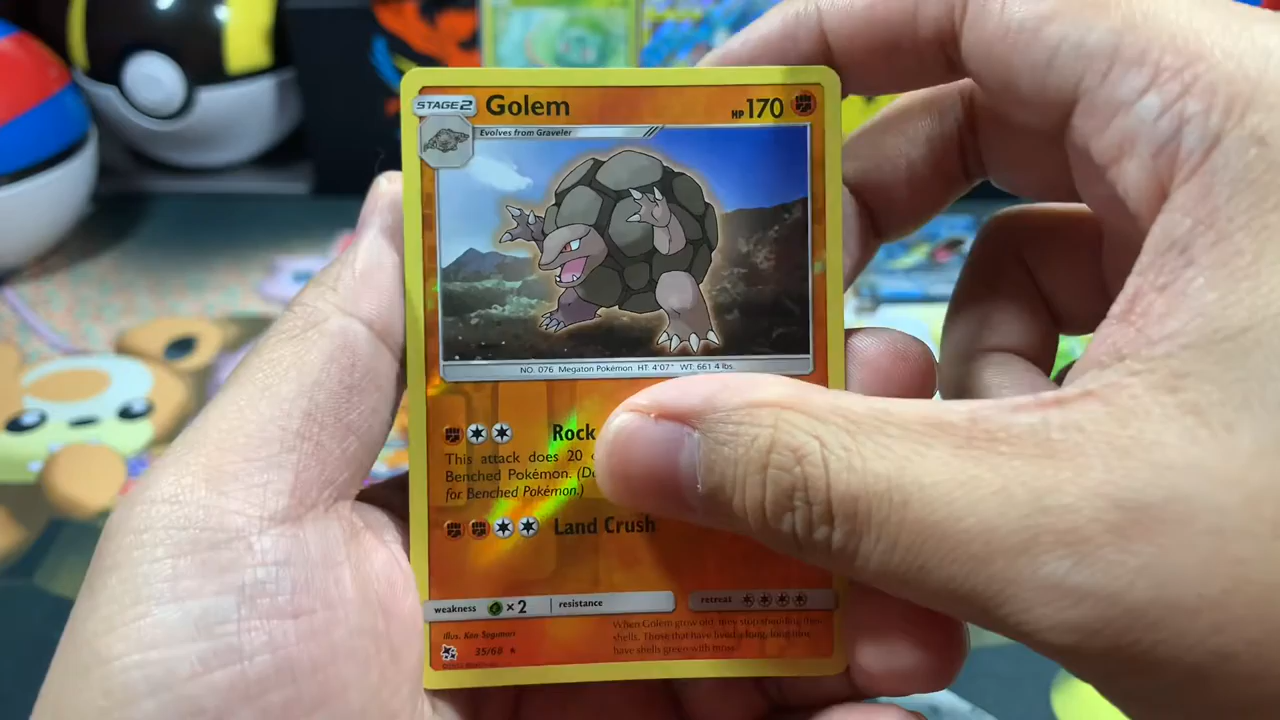 STAGE2 Golem HP170
Evolves from Graveler
NO. 076 Megaton Pokémon HT: 4'07" WT: 661.4 lbs.
Rock
This attack does 20
Benched Pokémon. (Do
for Benched Pokémon.)
Land Crush
weakness ×2 resistance retreat
When Golem grow old, they stop shedding their
shells. Those that have lived a long, long time
have shells green with moss.
Illus. Ken Sugimori
35/68 ★